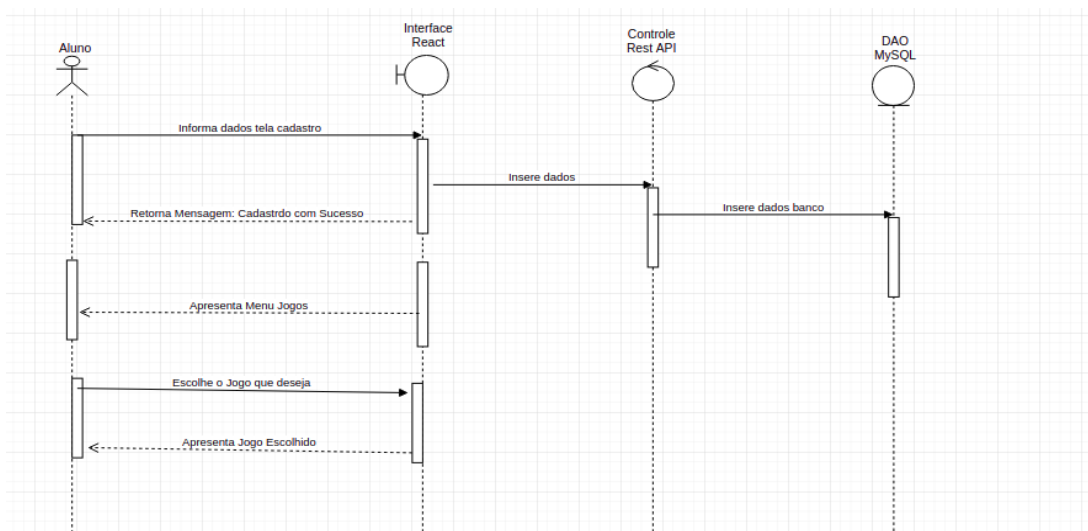 Aluno
Interface
React
Controle
Rest API
DAO
MySQL
Informa dados tela cadastro
Insere dados
Insere dados banco
Retorna Mensagem: Cadastrdo com Sucesso
Apresenta Menu Jogos
Escolhe o Jogo que deseja
Apresenta Jogo Escolhido